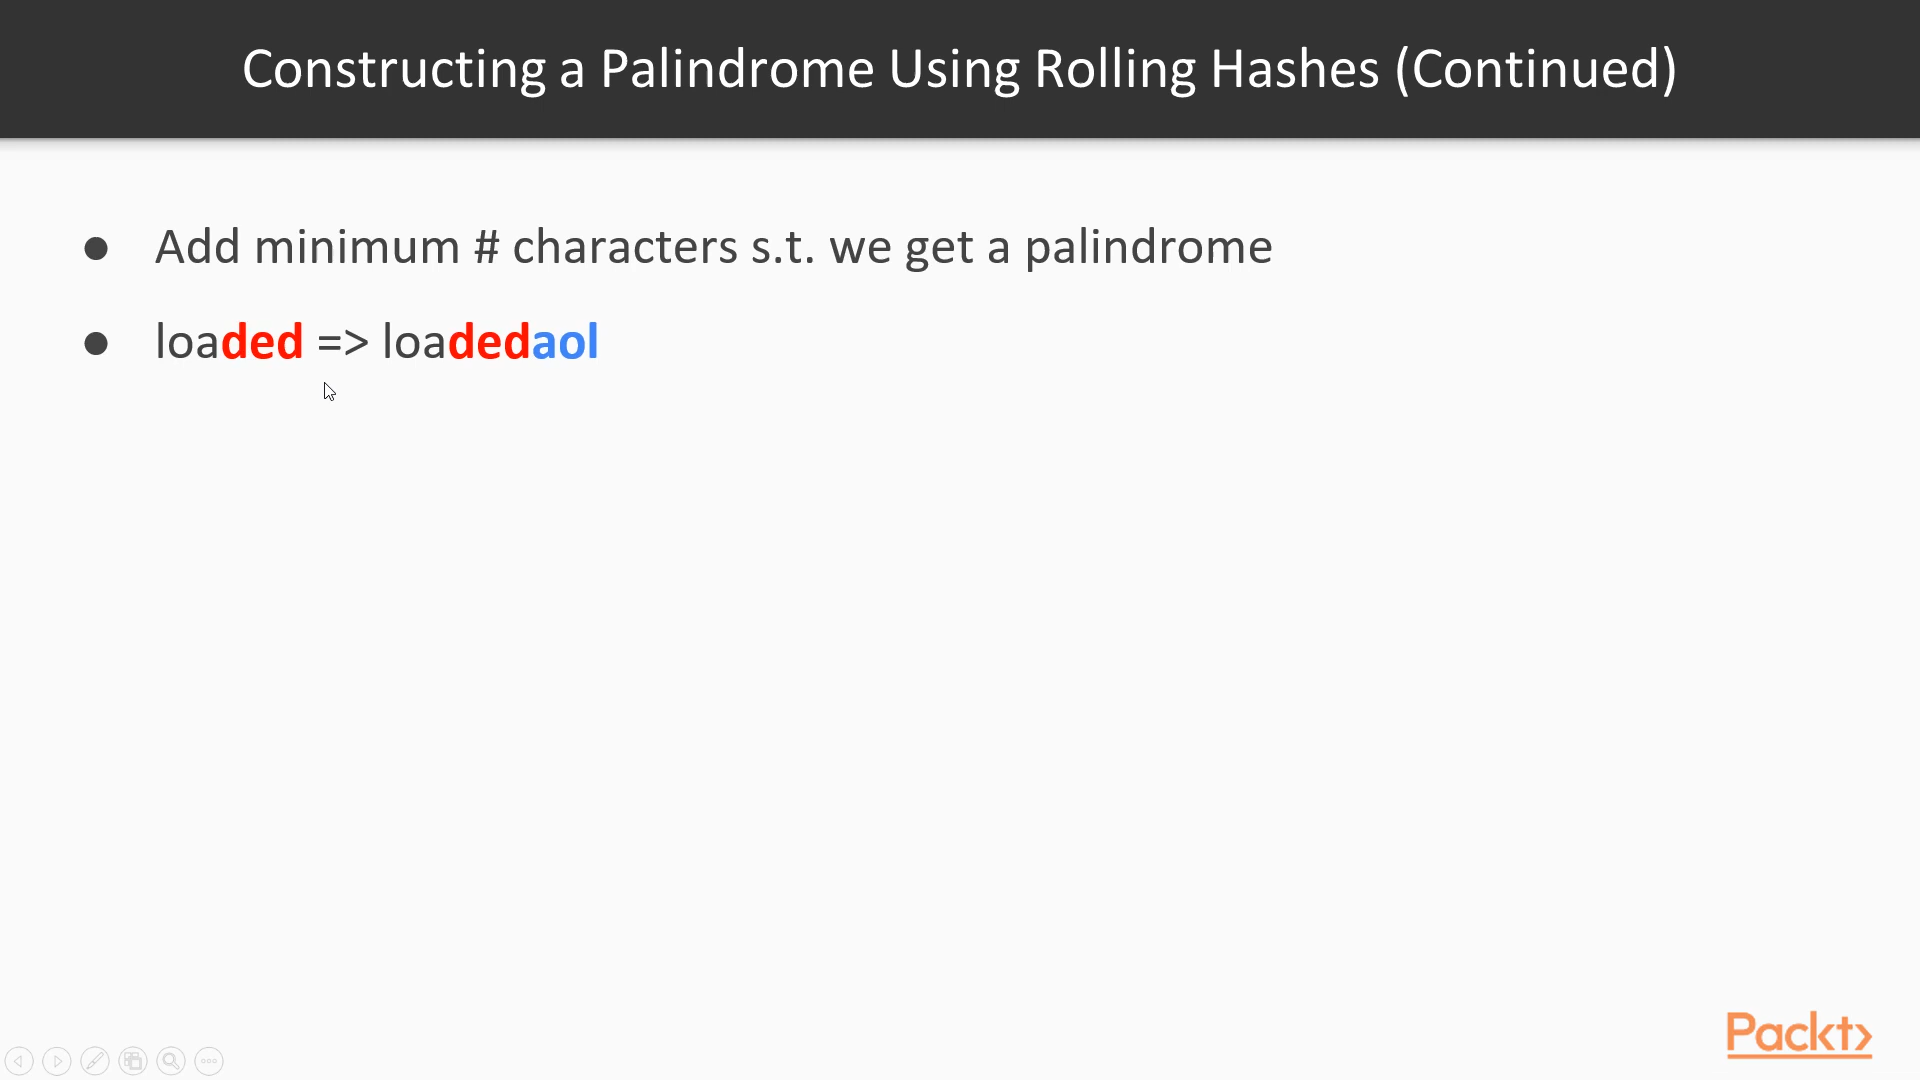 Constructing a Palindrome Using Rolling Hashes (Continued)
● Add minimum # characters s.t. we get a palindrome
● loaded => loadedaol
Packt>